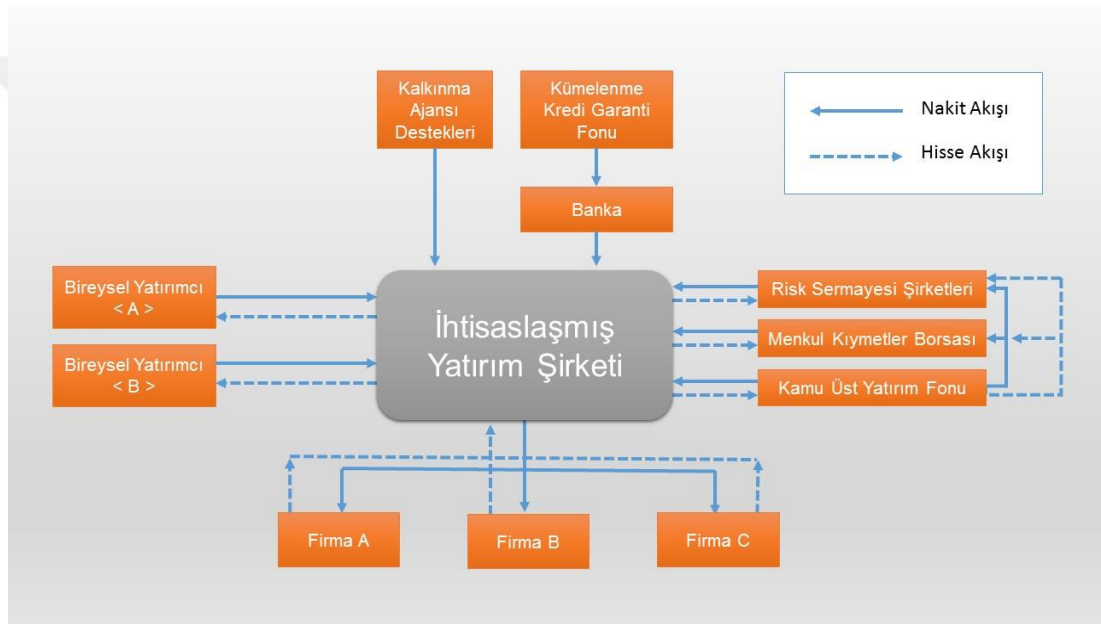 Kalkınma
Ajansı
Destekleri
Kümelenme
Kredi Garanti
Fonu
Nakit Akışı
Hisse Akışı
Banka
Bireysel Yatırımcı
< A >
Bireysel Yatırımcı
< B >
İhtisaslaşmış
Yatırım Şirketi
Risk Sermayesi Şirketleri
Menkul Kıymetler Borsası
Kamu Üst Yatırım Fonu
Firma A
Firma B
Firma C